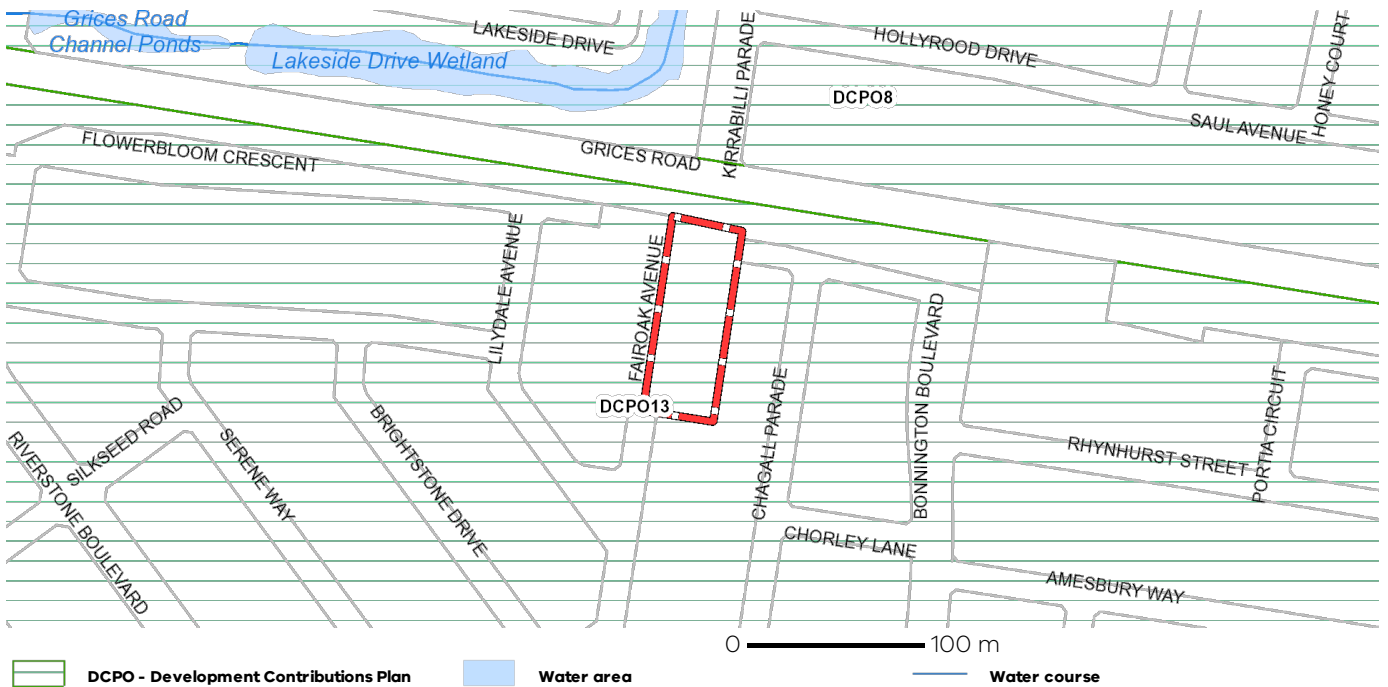 Grices Road
Channel Ponds
Lakeside Drive Wetland
LAKESIDE DRIVE
KIRRABILLI PARADE
HOLLYROOD DRIVE
HONEY COURT
DCPO8
SAUL AVENUE
FLOWERBLOOM CRESCENT
GRICES ROAD
LILYDALE AVENUE
FAIROAK AVENUE
DCPO13
CHAGALL PARADE
BONNINGTON BOULEVARD
RHYNHURST STREET
PORTIA CIRCUIT
SILKSEED ROAD
RIVERSTONE BOULEVARD
SERENE WAY
BRIGHTSTONE DRIVE
CHORLEY LANE
AMESBURY WAY
0 100 m
DCPO - Development Contributions Plan
Water area
Water course